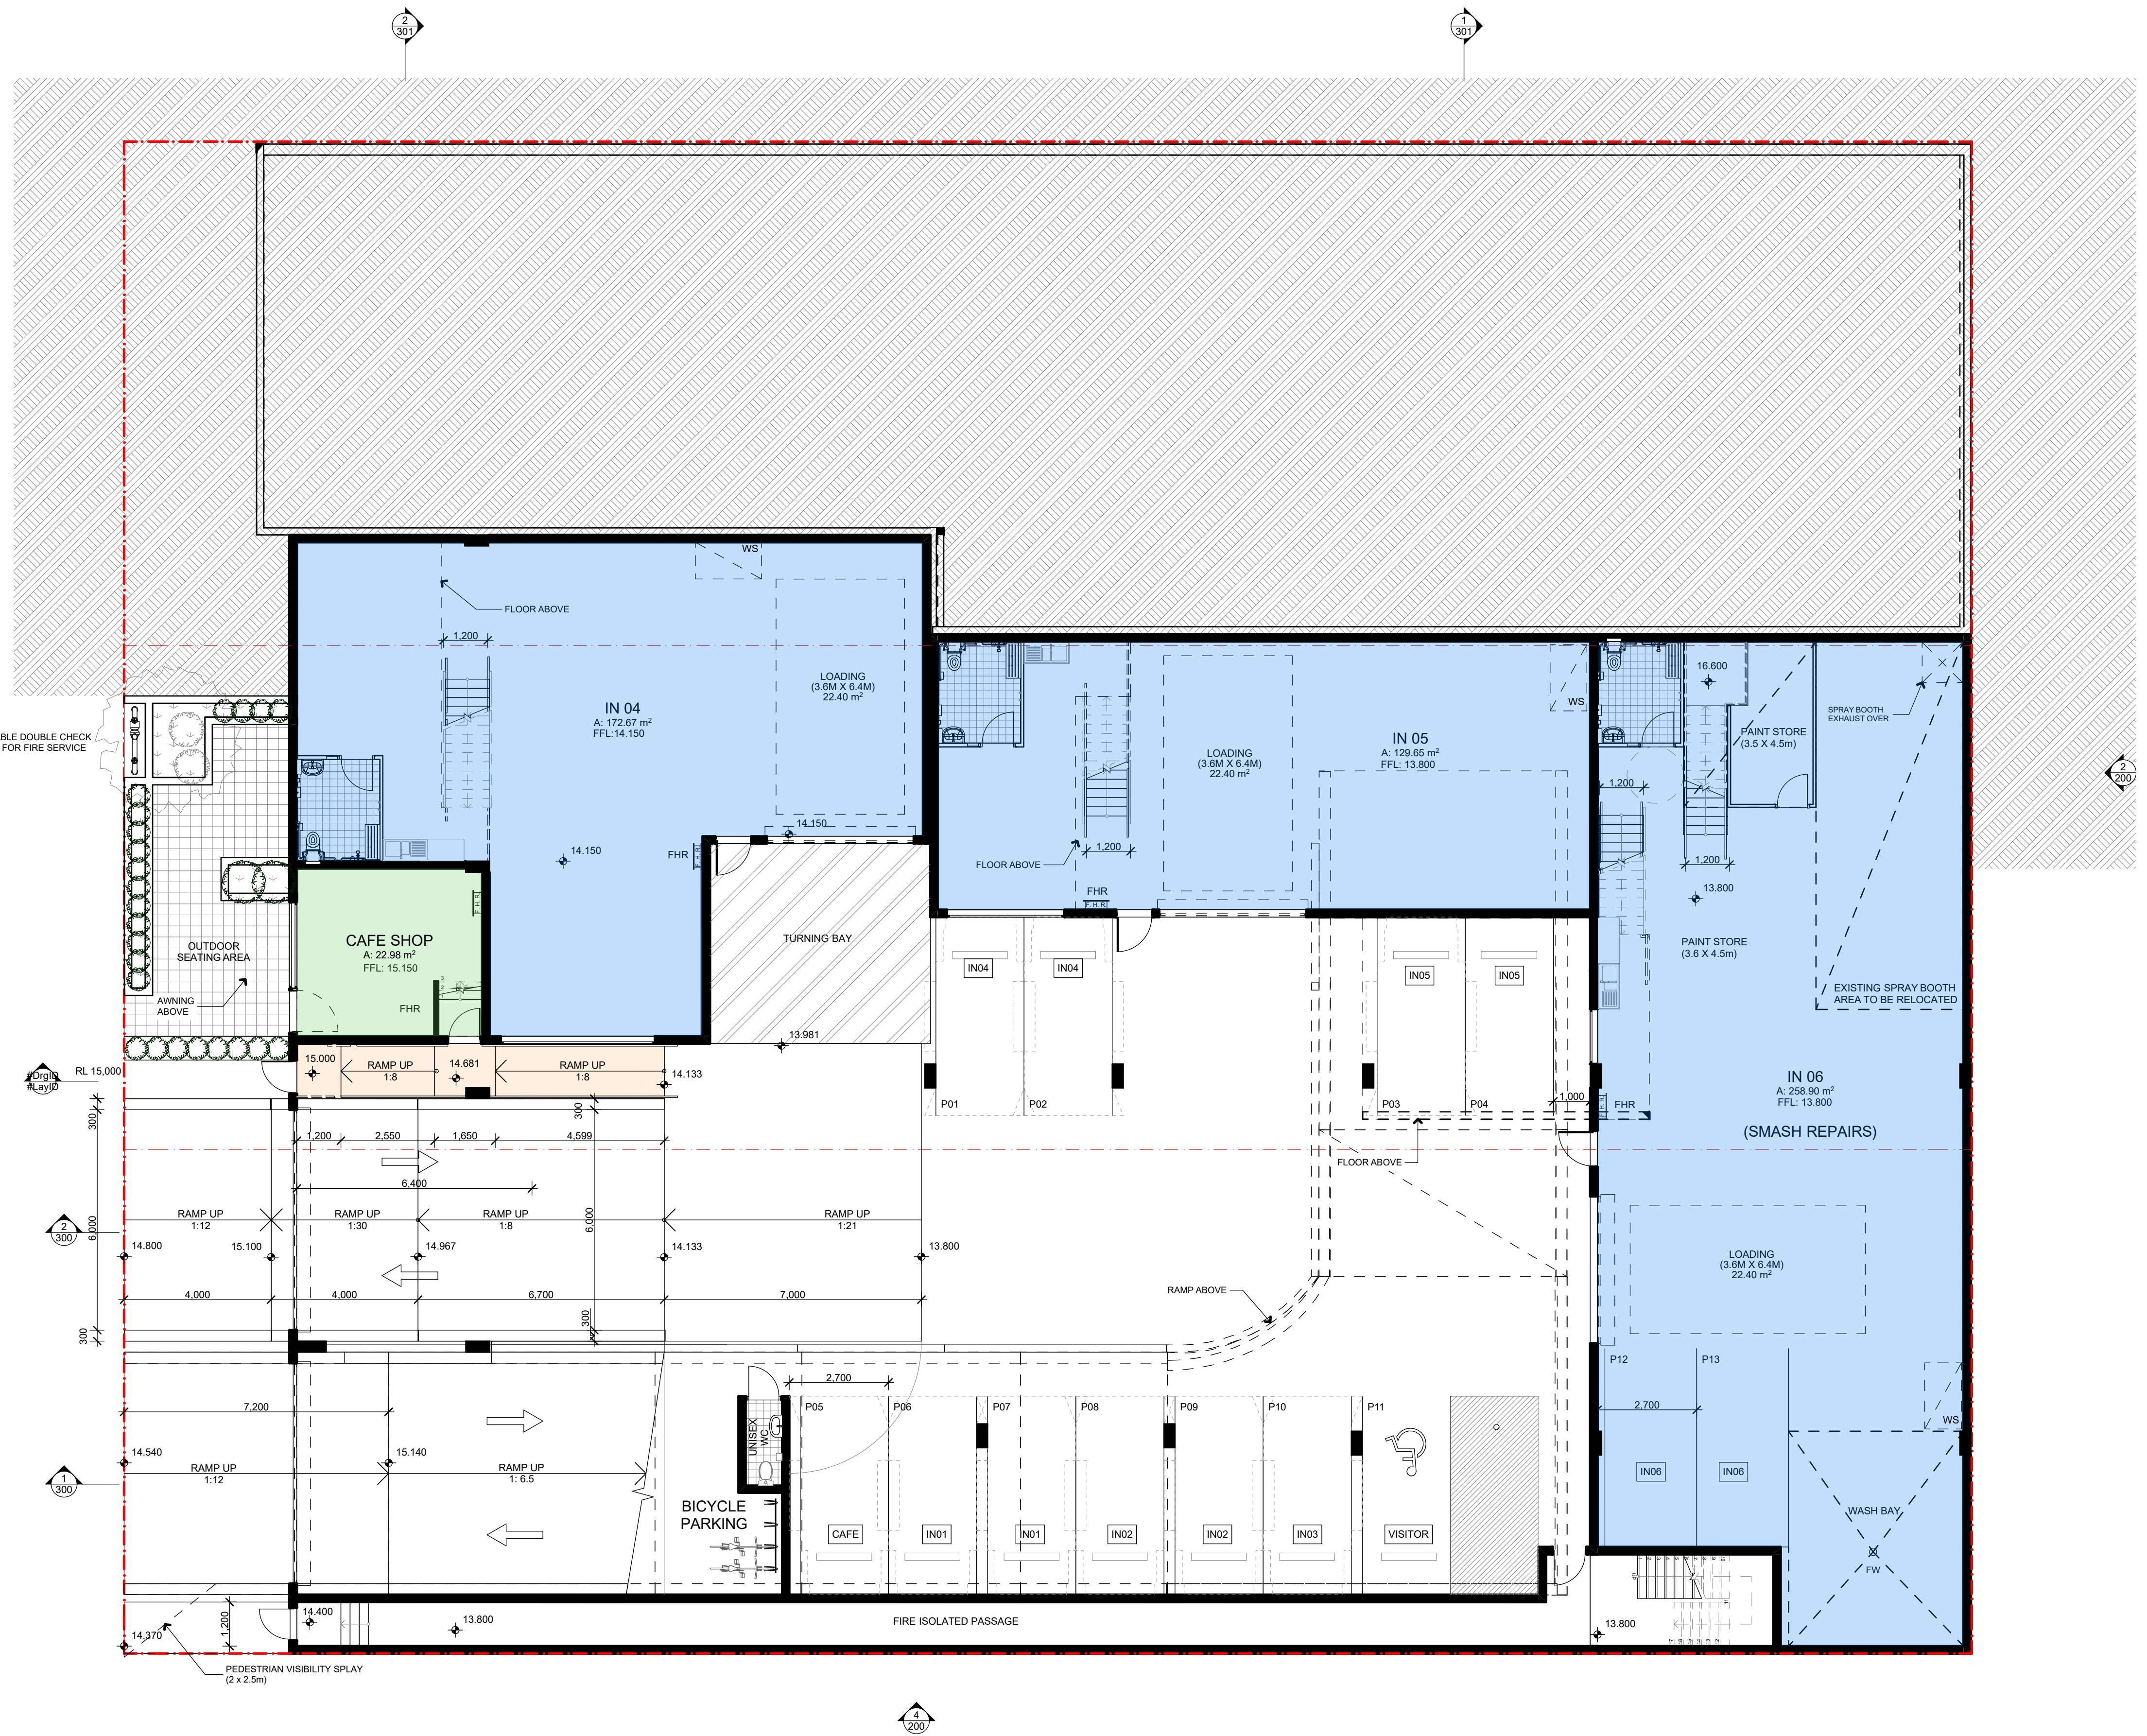 2
301
1
301
WS
FLOOR ABOVE
1,200
LOADING
(3.6M X 6.4M)
22.40 m²
IN 04
A: 172.67 m²
FFL:14.150
14.150
14.150
FHR
F. H. R.
WS
LOADING
(3.6M X 6.4M)
22.40 m²
IN 05
A: 129.65 m²
FFL: 13.800
FLOOR ABOVE
1,200
FHR
F. H. R.
16.600
PAINT STORE
(3.5 X 4.5m)
SPRAY BOOTH
EXHAUST OVER
2
200
1,200
1,200
13.800
PAINT STORE
(3.6 X 4.5m)
EXISTING SPRAY BOOTH
AREA TO BE RELOCATED
ABLE DOUBLE CHECK
FOR FIRE SERVICE
OUTDOOR
SEATING AREA
AWNING
ABOVE
CAFE SHOP
A: 22.98 m²
FFL: 15.150
F. H. R.
FHR
TURNING BAY
13.981
IN04
IN04
IN05
IN05
P01
P02
P03
P04
1,000
FLOOR ABOVE
IN 06
A: 258.90 m²
FFL: 13.800
(SMASH REPAIRS)
F. H. R.
FHR
#DrgID
#LayID
RL 15,000
15.000
RAMP UP
1:8
14.681
RAMP UP
1:8
14.133
300
300
1,200
2,550
1,650
4,599
6,400
6,000
6,000
2
300
RAMP UP
1:12
RAMP UP
1:30
RAMP UP
1:8
RAMP UP
1:21
14.800
15.100
14.967
14.133
13.800
4,000
4,000
6,700
7,000
300
300
RAMP ABOVE
LOADING
(3.6M X 6.4M)
22.40 m²
P12
P13
2,700
WS
IN06
IN06
WASH BAY
FW
7,200
14.540
15.140
1
300
RAMP UP
1:12
RAMP UP
1: 6.5
UNISEX
WC
BICYCLE
PARKING
2,700
P05
P06
P07
P08
P09
P10
P11
CAFE
IN01
IN01
IN02
IN02
IN03
VISITOR
14.400
13.800
FIRE ISOLATED PASSAGE
13.800
1,200
14.370
PEDESTRIAN VISIBILITY SPLAY
(2 x 2.5m)
4
200